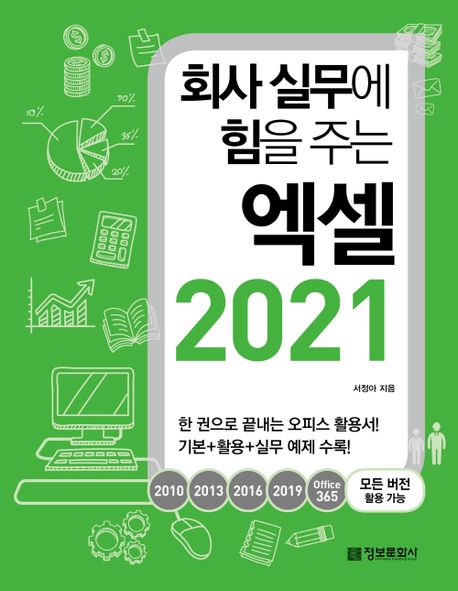 회사 실무에
힘을 주는
엑셀
2021
서정아 지음
한 권으로 끝내는 오피스 활용서!
기본+활용+실무 예제 수록!
2010
2013
2016
2019
Office
365
모든 버전
활용 가능
10%
70%
35%
20%
정보문화사